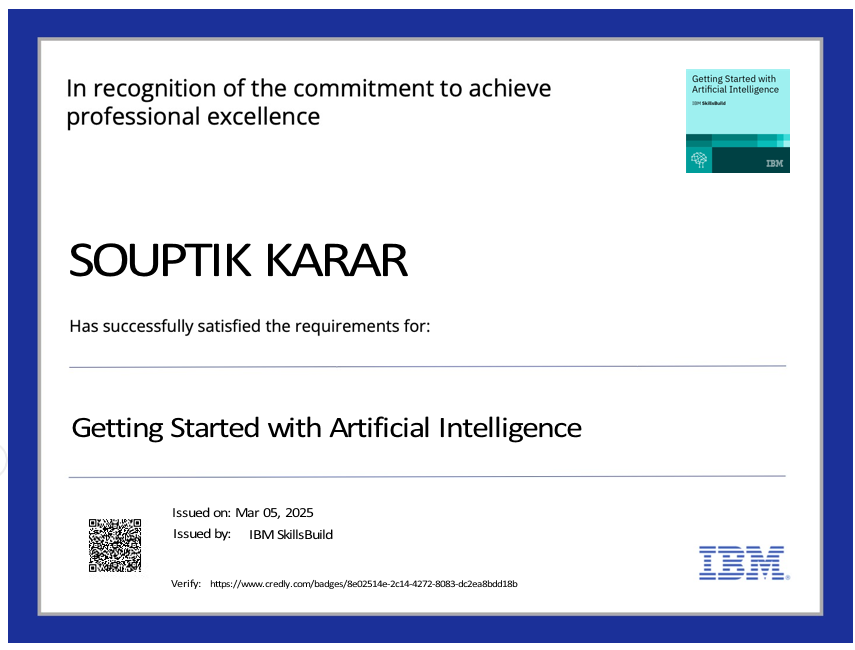 In recognition of the commitment to achieve
professional excellence
Getting Started with
Artificial Intelligence
IBM SkillsBuild
IBM
SOUPTIK KARAR
Has successfully satisfied the requirements for:
Getting Started with Artificial Intelligence
Issued on: Mar 05, 2025
Issued by: IBM SkillsBuild
Verify: https://www.credly.com/badges/8e02514e-2c14-4272-8083-dc2ea8bdd18b
IBM®